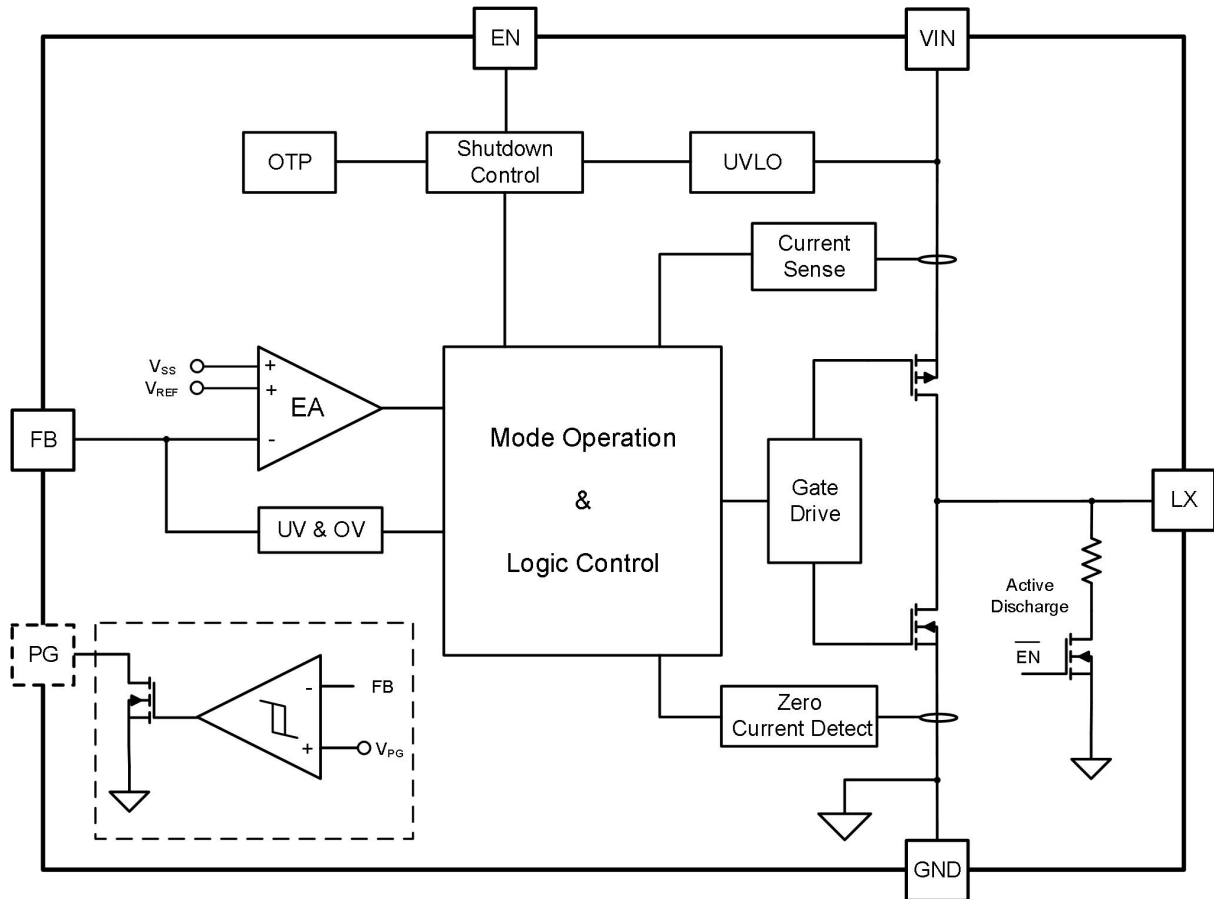 EN
VIN
OTP
Shutdown
Control
UVLO
Current
Sense
VSS
VREF
+
+
-
EA
FB
UV & OV
Mode Operation
&
Logic Control
Gate
Drive
LX
Active
Discharge
EN
PG
-
FB
+
VPG
Zero
Current Detect
GND